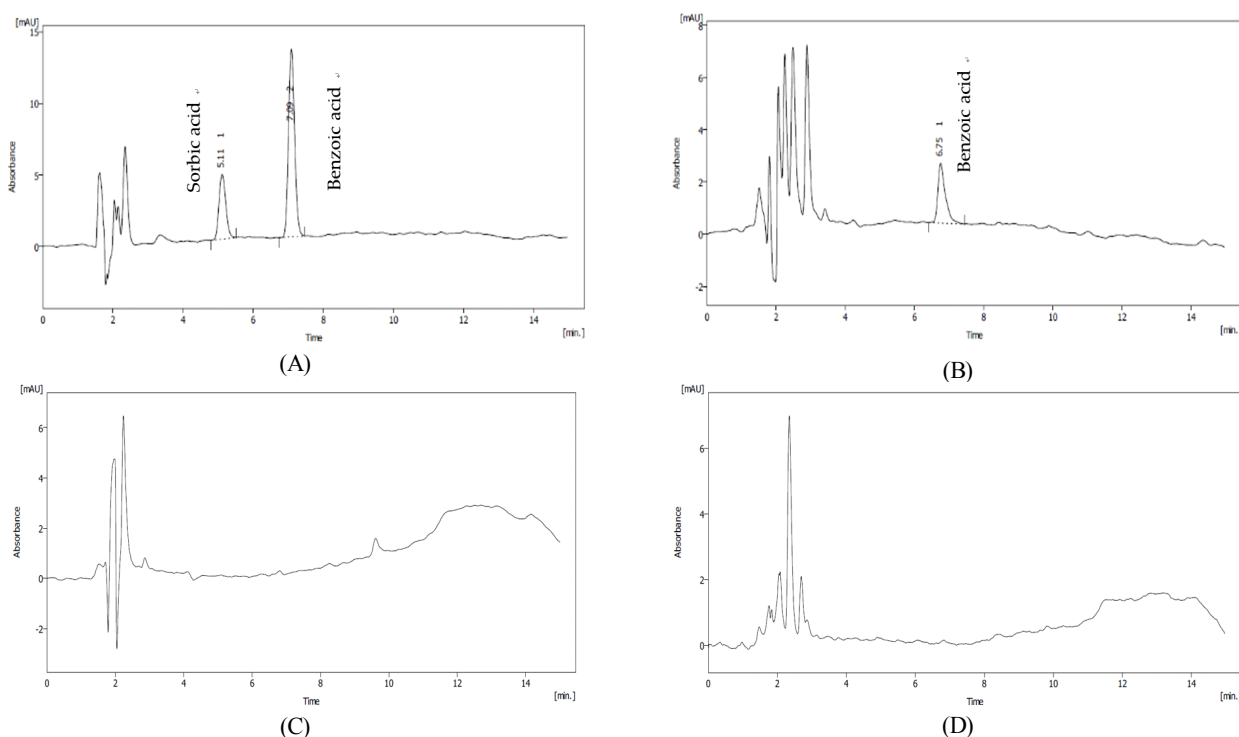 [mAU]
15
10
5
0
Absorbance
Sorbic acid
5.11 1
7.09 2
Benzoic acid
0 2 4 6 8 10 12 14
Time
[min.]
(A)
[mAU]
8
6
4
2
0
-2
Absorbance
6.75 1
Benzoic acid
0 2 4 6 8 10 12 14
Time
[min.]
(B)
[mAU]
6
4
2
0
-2
Absorbance
0 2 4 6 8 10 12 14
Time
[min.]
(C)
[mAU]
6
4
2
0
Absorbance
0 2 4 6 8 10 12 14
Time
[min.]
(D)